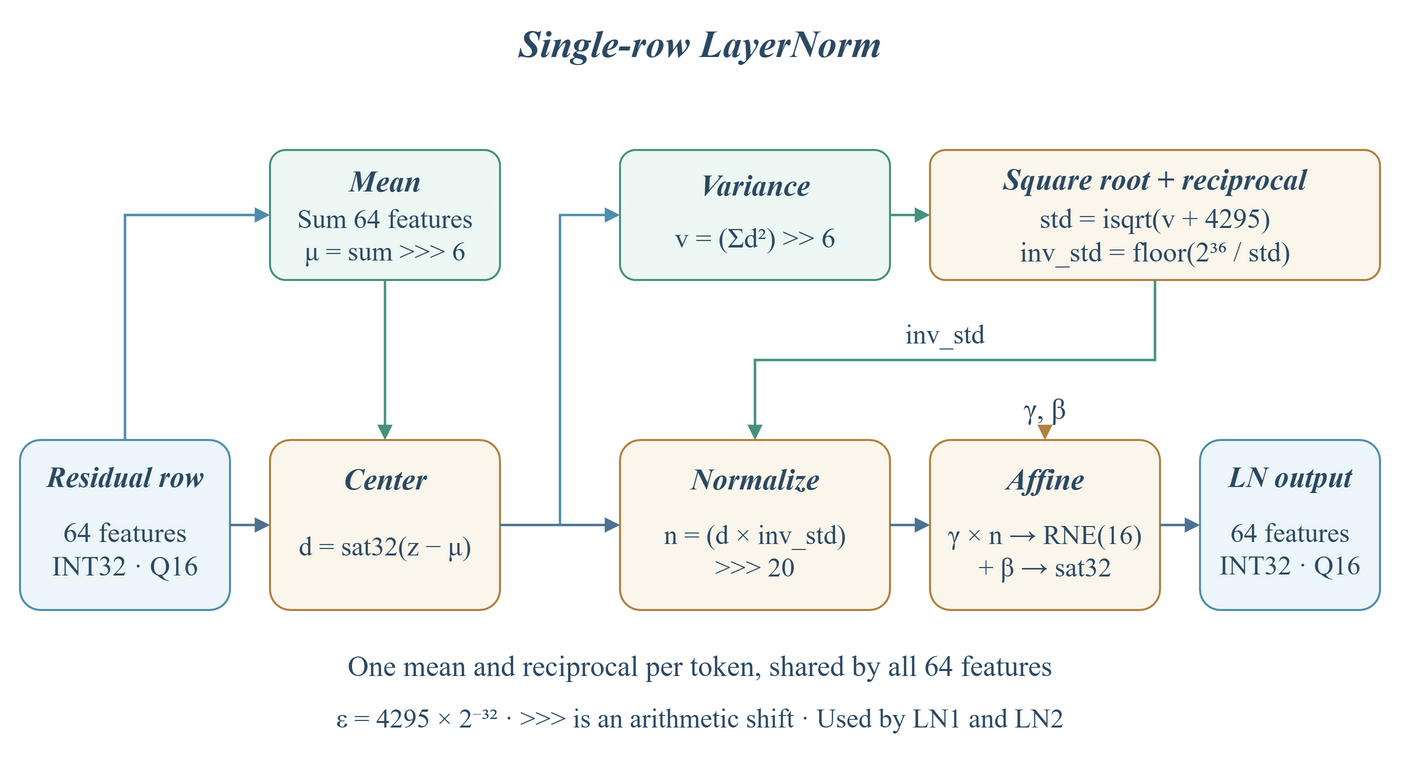 Single-row LayerNorm
Mean
Sum 64 features
μ = sum >>> 6
Variance
v = (Σd²) >> 6
Square root + reciprocal
std = isqrt(v + 4295)
inv_std = floor(2³⁶ / std)
inv_std
γ, β
Residual row
64 features
INT32 · Q16
Center
d = sat32(z − μ)
Normalize
n = (d × inv_std)
>>> 20
Affine
γ × n → RNE(16)
+ β → sat32
LN output
64 features
INT32 · Q16
One mean and reciprocal per token, shared by all 64 features
ε = 4295 × 2⁻³² · >>> is an arithmetic shift · Used by LN1 and LN2